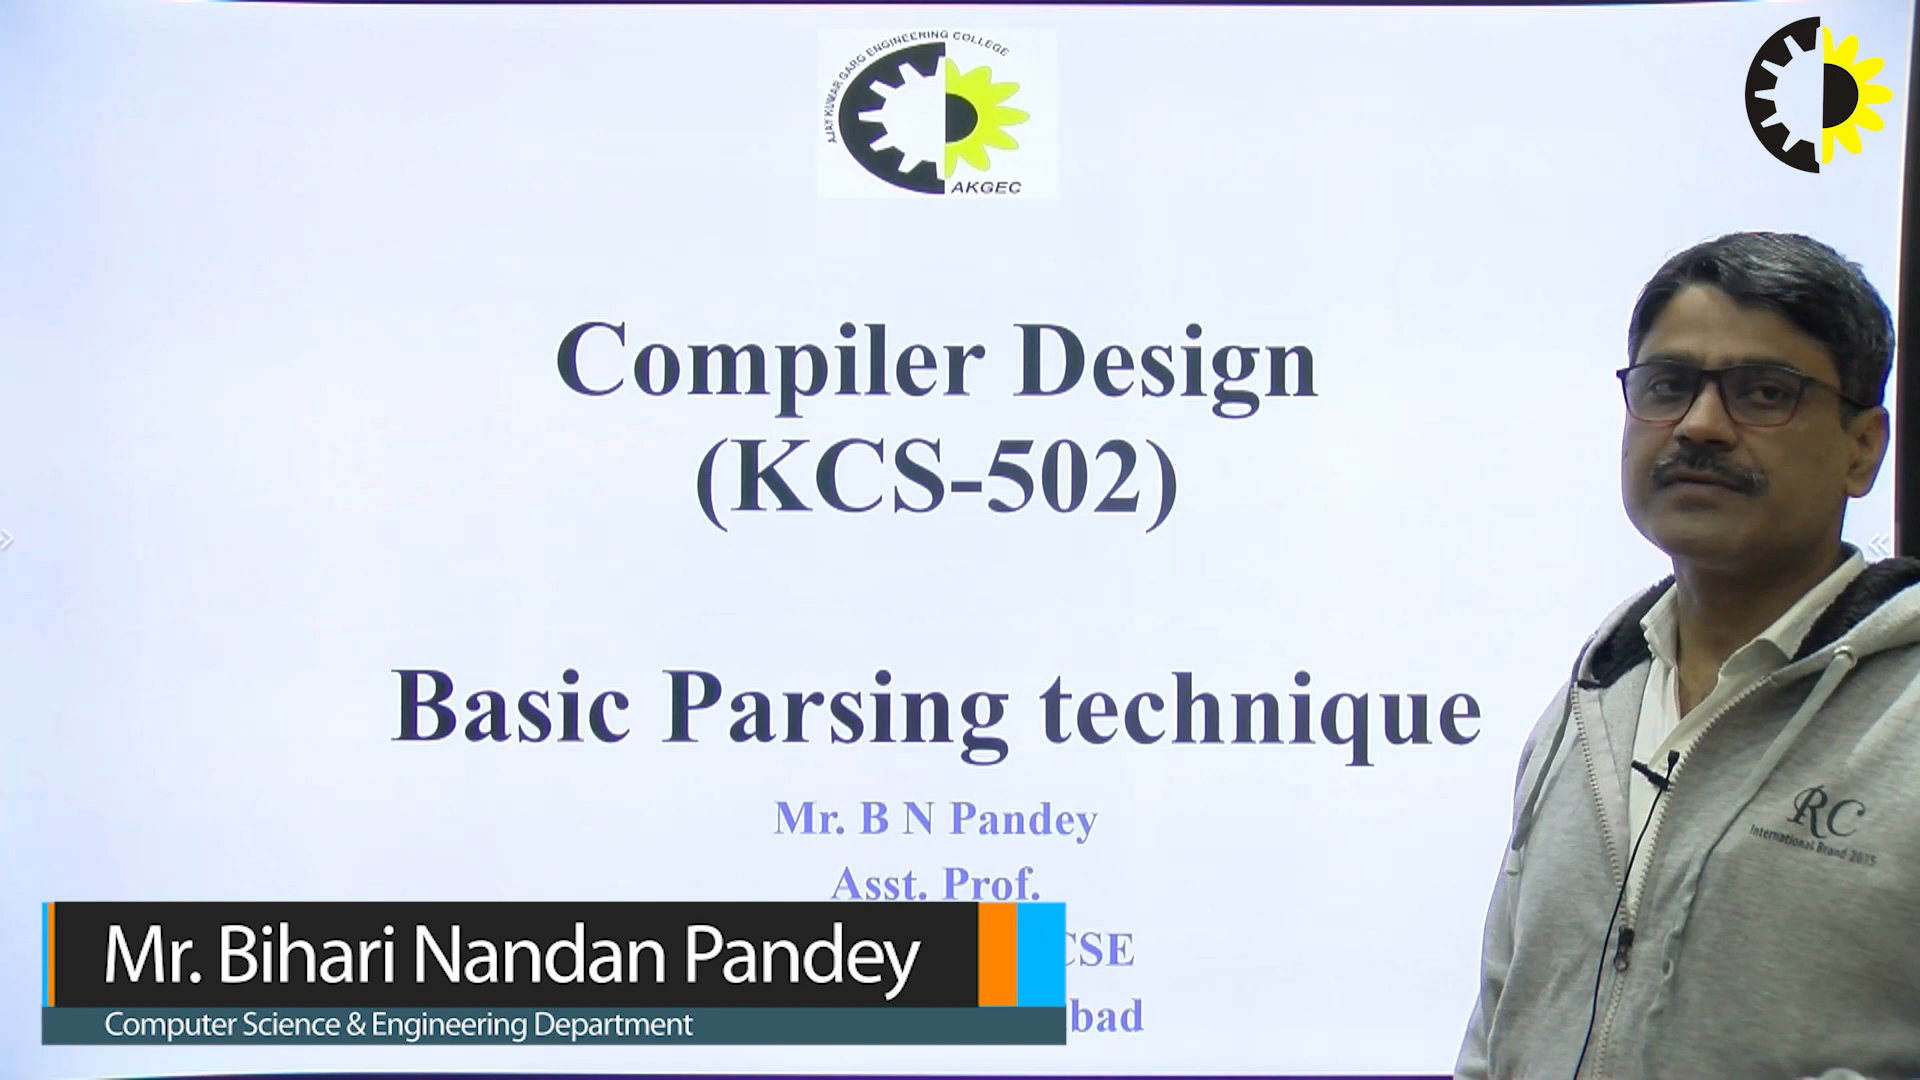 AJAY KUMAR GARG ENGINEERING COLLEGE
AKGEC
Compiler Design
(KCS-502)
Basic Parsing technique
Mr. B N Pandey
Asst. Prof.
CSE
bad
Mr. Bihari Nandan Pandey
Computer Science & Engineering Department
RC
International Brand 2015